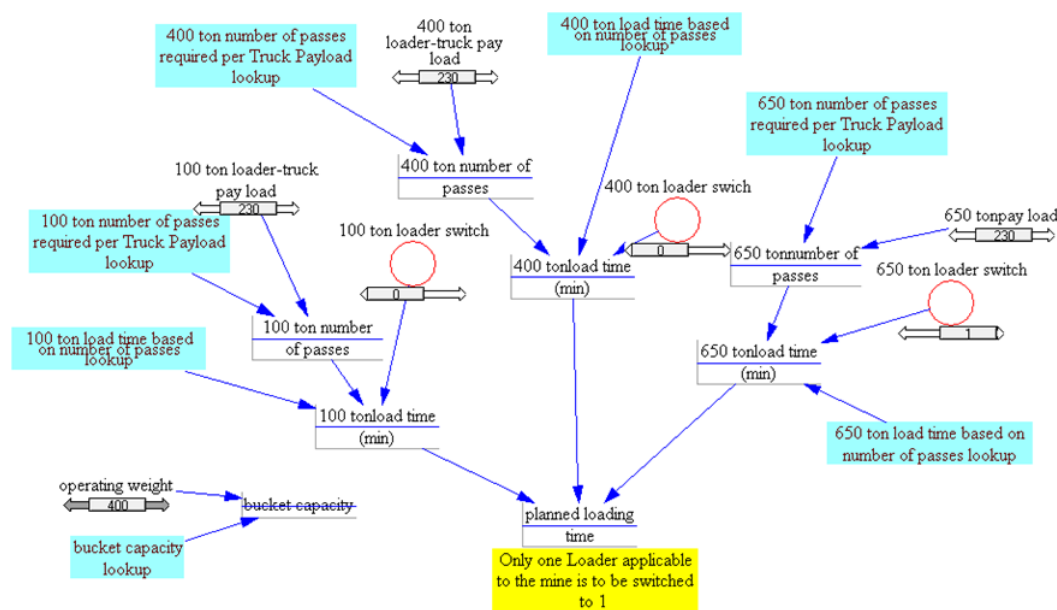 400 ton number of passes
required per Truck Payload
lookup
400 ton
loader-truck pay
load
230
400 ton load time based
on number of passes
lookup
650 ton number of passes
required per Truck Payload
lookup
100 ton loader-truck
pay load
230
400 ton number of
passes
400 ton loader swich
0
650 tonpay load
230
100 ton number of passes
required per Truck Payload
lookup
100 ton loader switch
0
400 tonload time
(min)
650 tonnumber of
passes
650 ton loader switch
1
100 ton load time based
on number of passes
lookup
100 ton number
of passes
650 tonload time
(min)
100 tonload time
(min)
650 ton load time based on
number of passes lookup
operating weight
400
bucket capacity
bucket capacity
lookup
planned loading
time
Only one Loader applicable
to the mine is to be switched
to 1